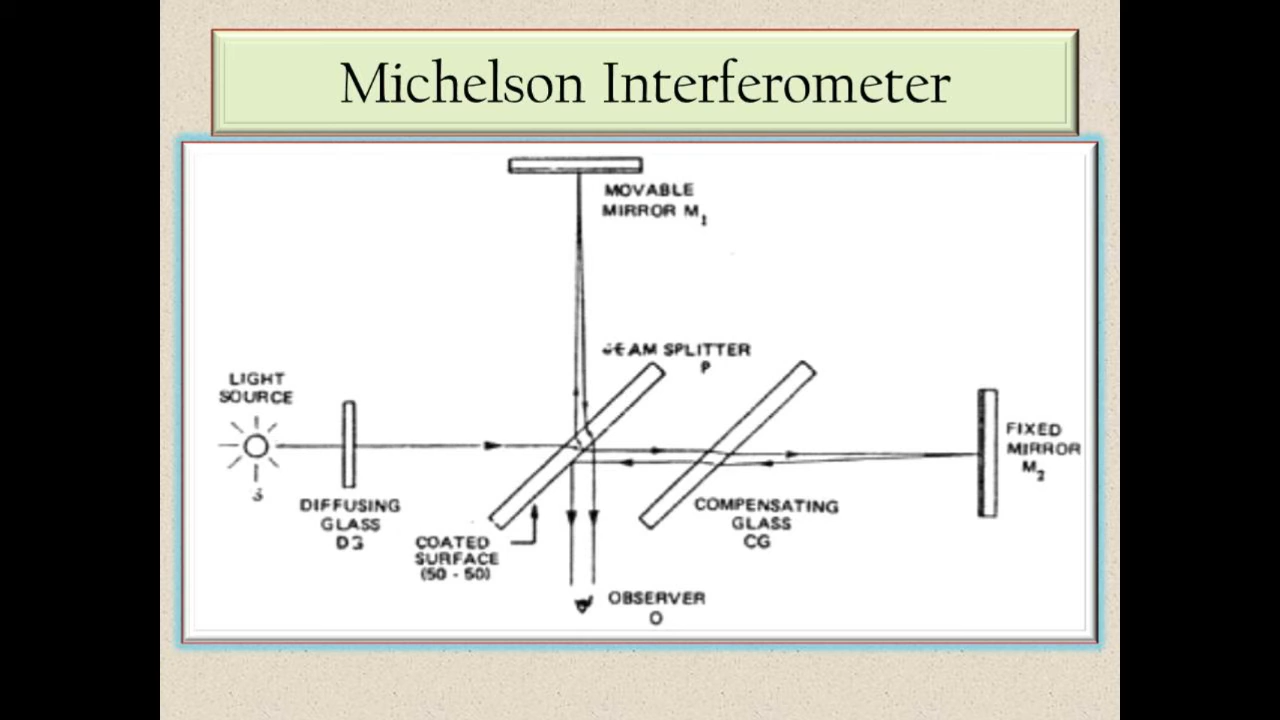 Michelson Interferometer
MOVABLE
MIRROR M1
BEAM SPLITTER
P
LIGHT
SOURCE
S
DIFFUSING
GLASS
DG
COATED
SURFACE
(50 - 50)
COMPENSATING
GLASS
CG
FIXED
MIRROR
M2
OBSERVER
O